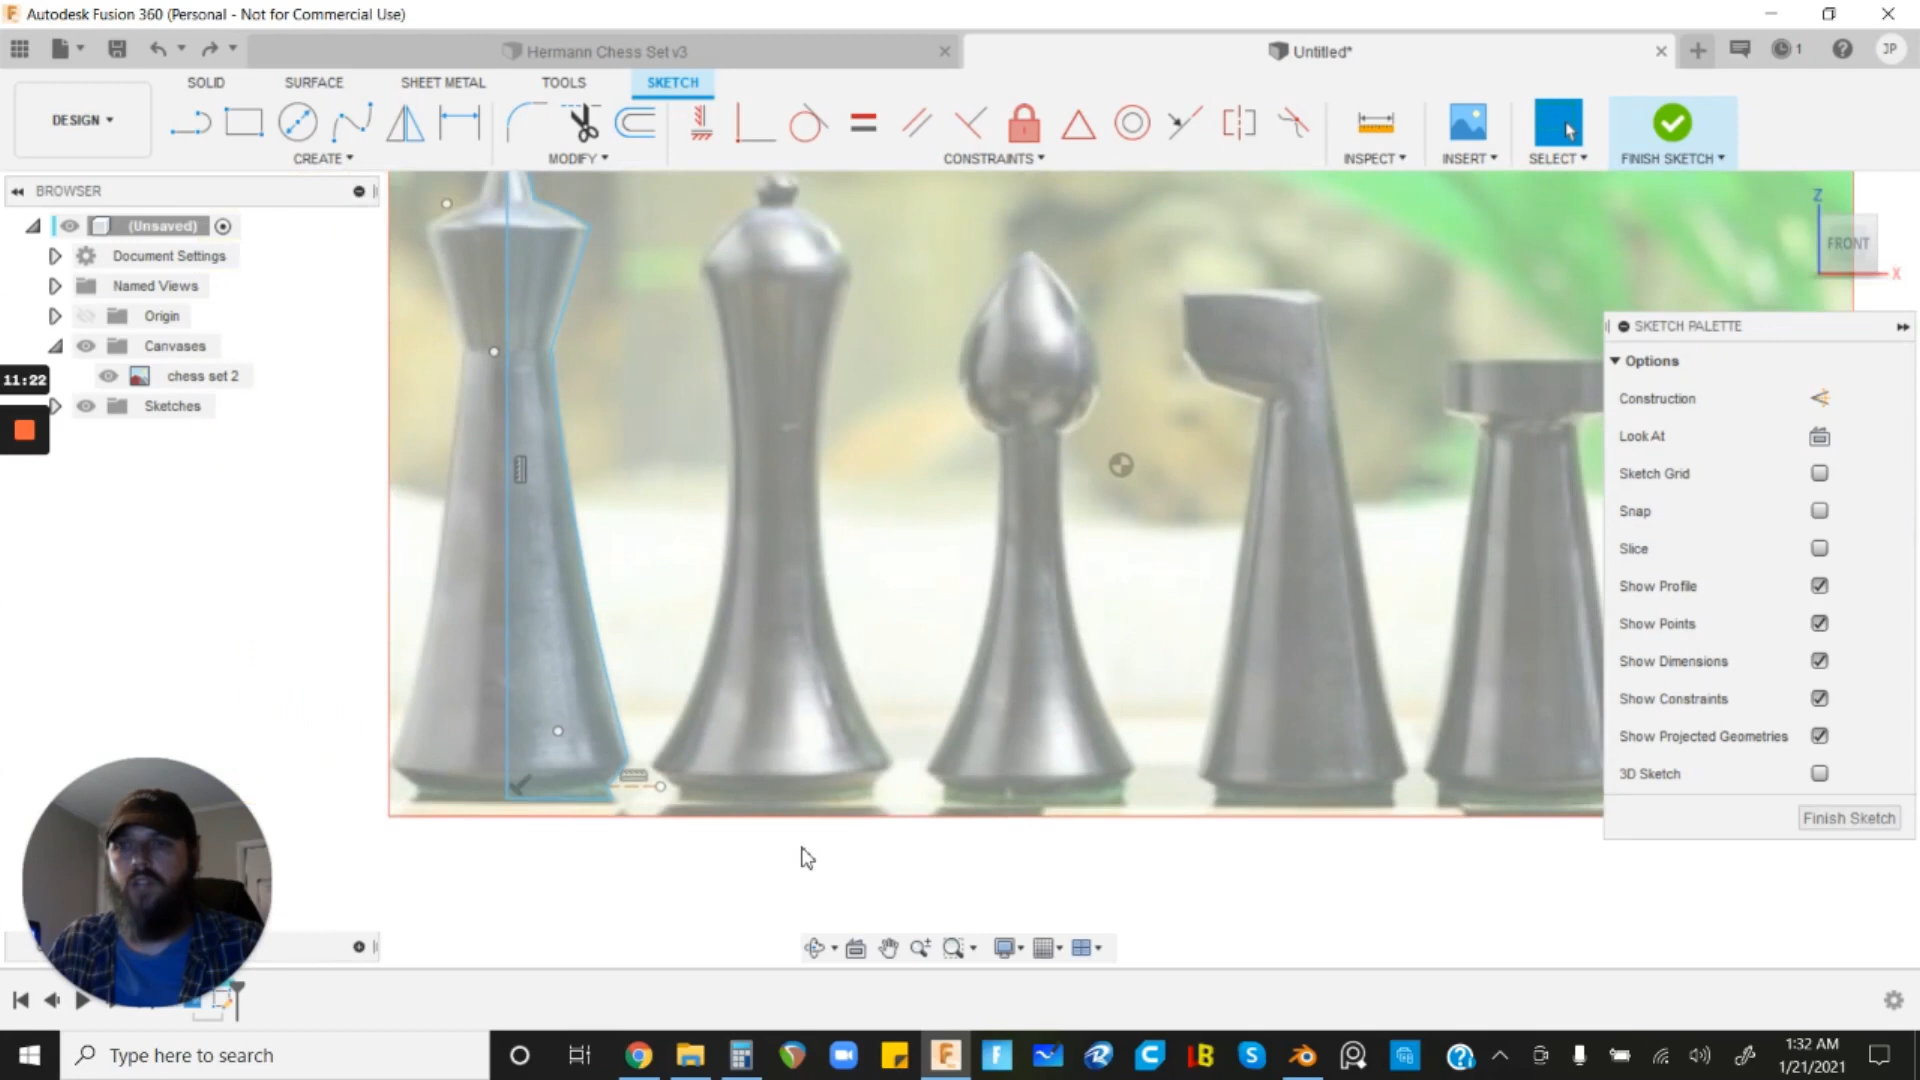 Autodesk Fusion 360 (Personal - Not for Commercial Use)
Hermann Chess Set v3
Untitled*
1
JP
SOLID SURFACE SHEET METAL TOOLS SKETCH
DESIGN ▾
CREATE ▾ MODIFY ▾ CONSTRAINTS ▾ INSPECT ▾ INSERT ▾ SELECT ▾ FINISH SKETCH ▾
BROWSER
(Unsaved)
Document Settings
Named Views
Origin
Canvases
chess set 2
Sketches
11:22
Z
FRONT
X
SKETCH PALETTE
Options
Construction
Look At
Sketch Grid
Snap
Slice
Show Profile
Show Points
Show Dimensions
Show Constraints
Show Projected Geometries
3D Sketch
Finish Sketch
Type here to search
1:32 AM
1/21/2021